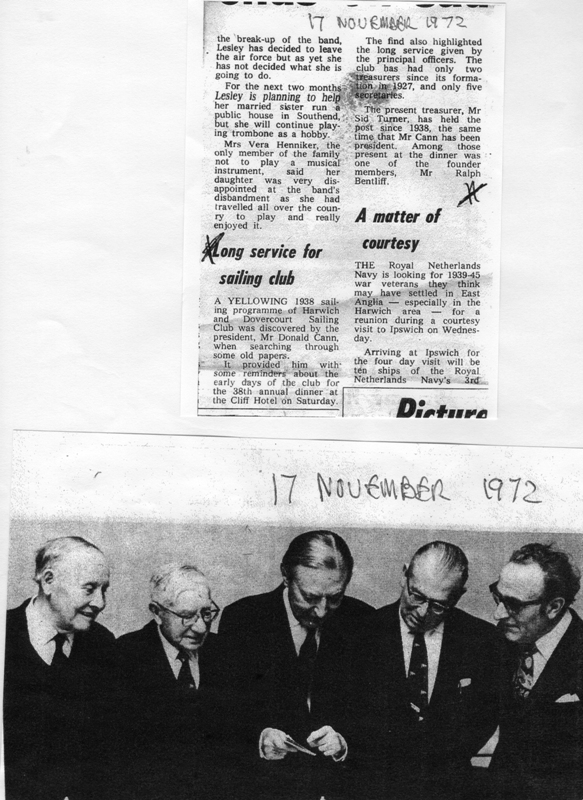 17 NOVEMBER 1972
the break-up of the band,
Lesley has decided to leave
the air force but as yet she
has not decided what she is
going to do.
For the next two months
Lesley is planning to help
her married sister run a
public house in Southend,
but she will continue play-
ing trombone as a hobby.
Mrs Vera Henniker, the
only member of the family
not to play a musical
instrument, said her
daughter was very dis-
appointed at the band's
disbandment as she had
travelled all over the coun-
ry to play and really
enjoyed it.
Long service for
sailing club
A YELLOWING 1938 sail-
ing programme of Harwich
and Dovercourt Sailing
Club was discovered by the
president, Mr Donald Cann,
when searching through
some old papers.
It provided him with
some reminders about the
early days of the club for
the 38th annual dinner at
the Cliff Hotel on Saturday.
The find also highlighted
the long service given by
the principal officers. The
club bas had only two
treasurers since its forma-
tion in 1927, and only five
secretaries.
The present treasurer, Mr
Sid Turner, has held the
post since 1938, the same
time that Mr Cann has been
president. Among those
present at the dinner was
one of the founder
members, Mr Ralph
Bentliff.
A matter of
courtesy
THE Royal Netherlands
Navy is looking for 1939-45
war veterans they think
may have settled in East
Anglia — especially in the
Harwich area — for a
reunion during a courtesy
visit to Ipswich on Wednes-
day.
Arriving at Ipswich for
the four day visit will be
ten ships of the Royal
Netherlands Navy's 3rd
Picture
17 NOVEMBER 1972